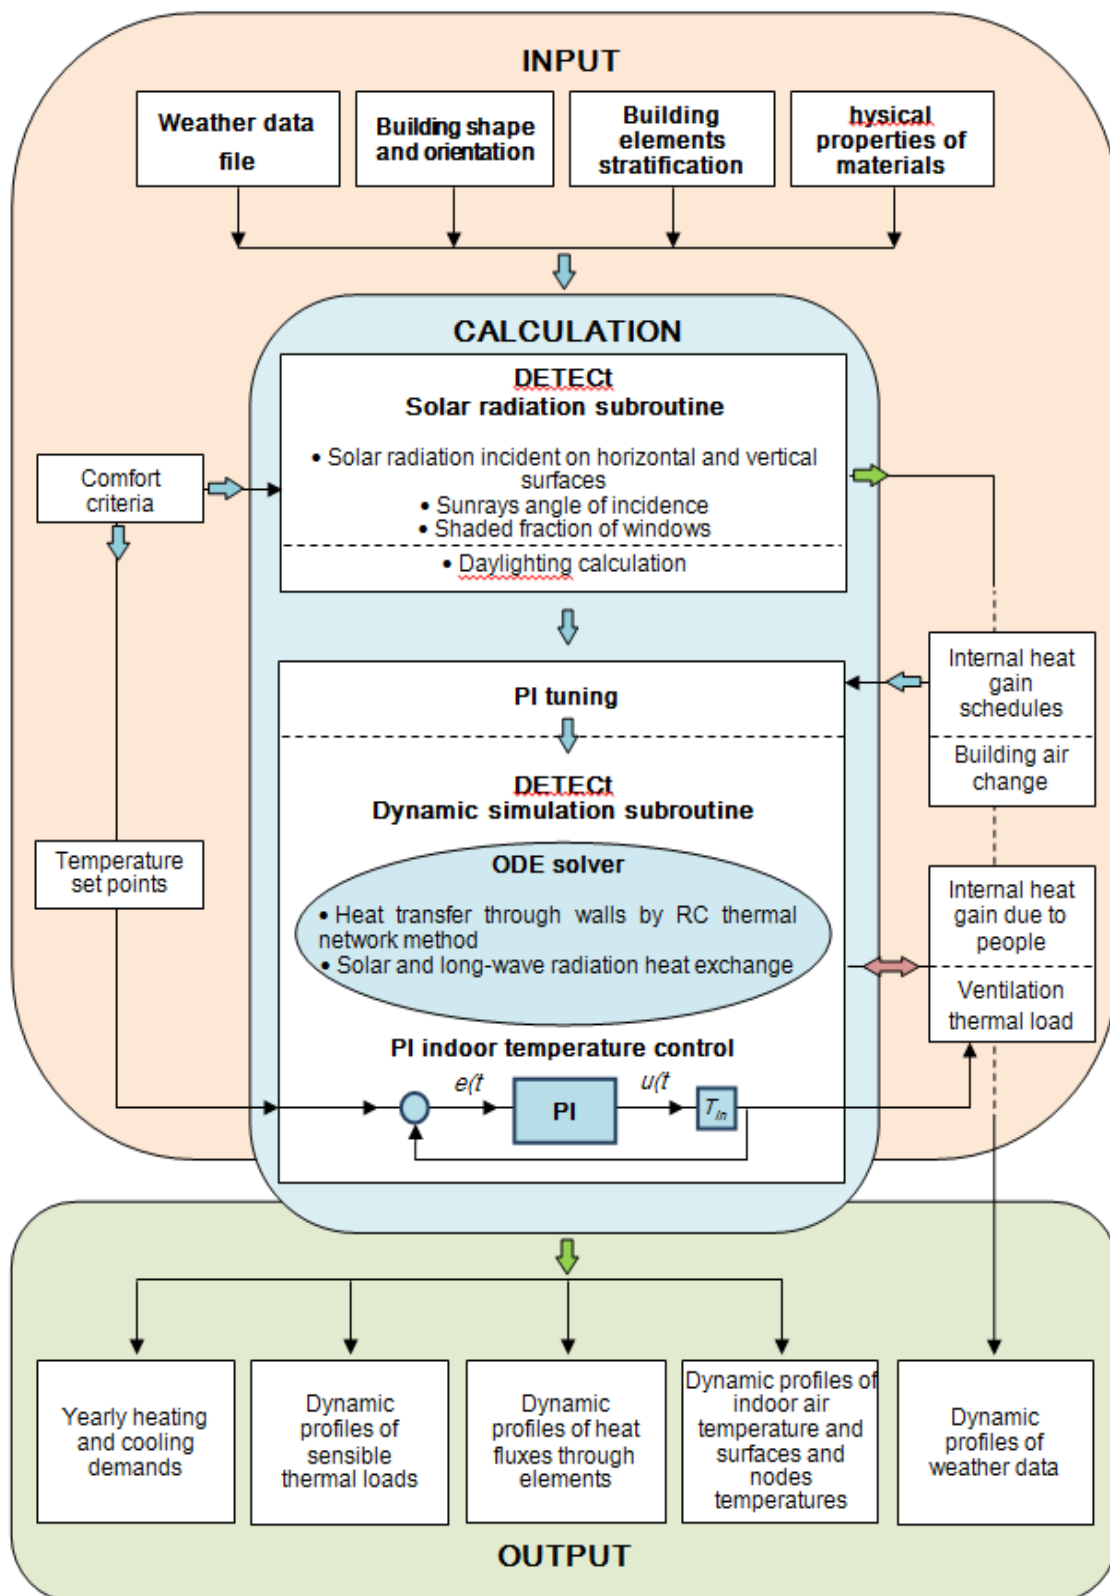 INPUT
Weather data
file
Building shape
and orientation
Building
elements
stratification
hysical
properties of
materials
CALCULATION
DETECt
Solar radiation subroutine
• Solar radiation incident on horizontal and vertical
surfaces
• Sunrays angle of incidence
• Shaded fraction of windows
• Daylighting calculation
Comfort
criteria
Internal heat
gain
schedules
Building air
change
PI tuning
DETECt
Dynamic simulation subroutine
ODE solver
• Heat transfer through walls by RC thermal
network method
• Solar and long-wave radiation heat exchange
Temperature
set points
Internal heat
gain due to
people
Ventilation
thermal load
PI indoor temperature control
e(t
PI
u(t
Tin
Yearly heating
and cooling
demands
Dynamic
profiles of
sensible
thermal loads
Dynamic
profiles of heat
fluxes through
elements
Dynamic profiles of
indoor air
temperature and
surfaces and
nodes
temperatures
Dynamic
profiles of
weather data
OUTPUT